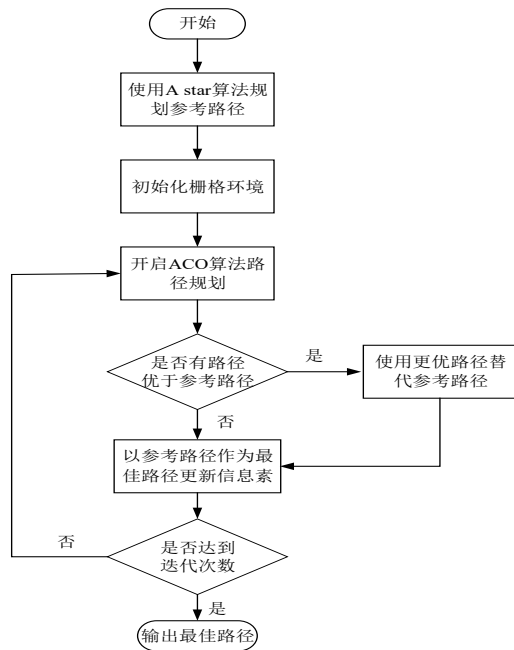 开始
使用A star算法规
划参考路径
初始化栅格环境
开启ACO算法路
径规划
是否有路径
优于参考路径
是
使用更优路径替
代参考路径
否
以参考路径作为最
佳路径更新信息素
否
是否达到
迭代次数
是
输出最佳路径